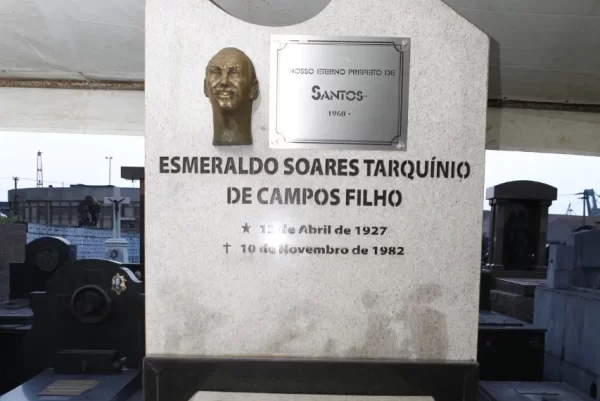 NOSSO ETERNO PREFEITO DE
SANTOS
1968 -
ESMERALDO SOARES TARQUÍNIO
DE CAMPOS FILHO
★ 12 de Abril de 1927
† 10 de Novembro de 1982